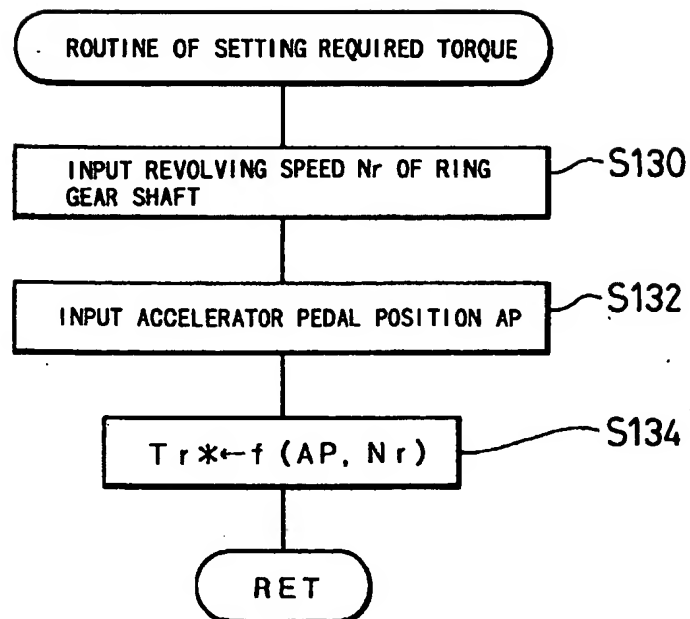 ROUTINE OF SETTING REQUIRED TORQUE
INPUT REVOLVING SPEED Nr OF RING
GEAR SHAFT
S130
INPUT ACCELERATOR PEDAL POSITION AP
S132
Tr*←f(AP, Nr)
S134
RET